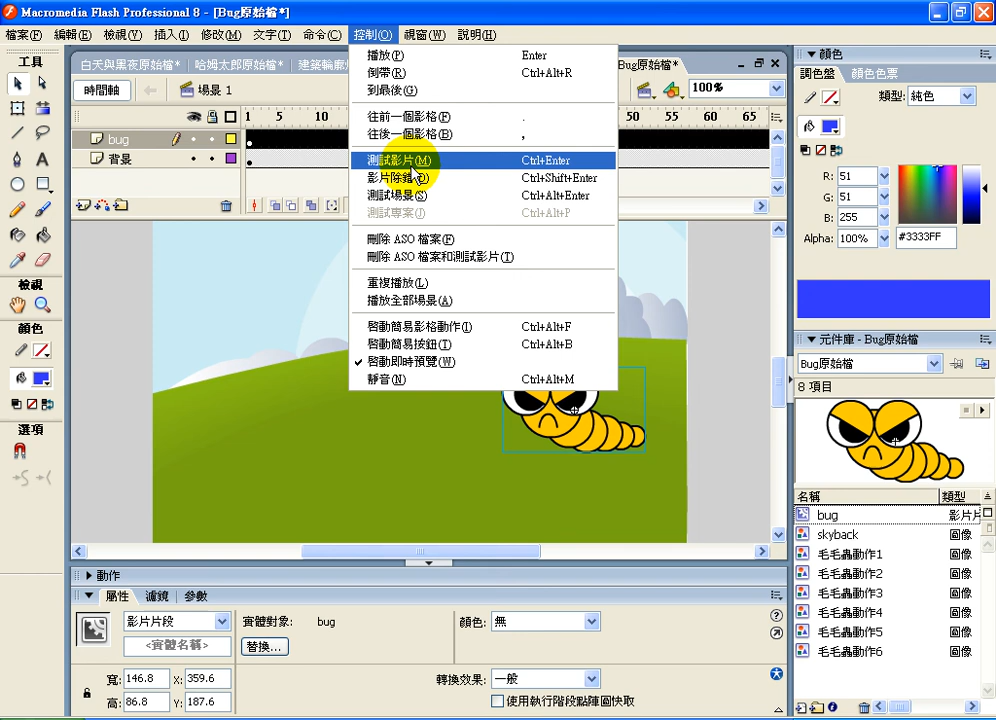 Macromedia Flash Professional 8 - [Bug原始檔*]
檔案(F) 編輯(E) 檢視(V) 插入(I) 修改(M) 文字(T) 命令(C) 控制(O) 視窗(W) 說明(H)
工具
白天與黑夜原始檔* 哈姆太郎原始檔* 建築輪廓 Bug原始檔*
時間軸 場景 1 100%
1 5 10 50 55 60 65
bug
背景
播放(P) Enter
倒帶(R) Ctrl+Alt+R
到最後(G)
往前一個影格(F) .
往後一個影格(B) ,
測試影片(M) Ctrl+Enter
影片除錯(D) Ctrl+Shift+Enter
測試場景(S) Ctrl+Alt+Enter
測試專案(J) Ctrl+Alt+P
刪除 ASO 檔案(F)
刪除 ASO 檔案和測試影片(T)
重複播放(L)
播放全部場景(A)
啟動簡易影格動作(I) Ctrl+Alt+F
啟動簡易按鈕(T) Ctrl+Alt+B
啟動即時預覽(W)
靜音(N) Ctrl+Alt+M
檢視
顏色
選項
顏色
調色盤 顏色色票
類型: 純色
R: 51
G: 51
B: 255
Alpha: 100% #3333FF
元件庫 - Bug原始檔
Bug原始檔
8 項目
名稱 類型
bug 影片片
skyback 圖像
毛毛蟲動作1 圖像
毛毛蟲動作2 圖像
毛毛蟲動作3 圖像
毛毛蟲動作4 圖像
毛毛蟲動作5 圖像
毛毛蟲動作6 圖像
動作
屬性 濾鏡 參數
影片片段 實體對象: bug 顏色: 無
<實體名稱> 替換...
寬: 146.8 X: 359.6 轉換效果: 一般
高: 86.8 Y: 187.6 使用執行階段點陣圖快取